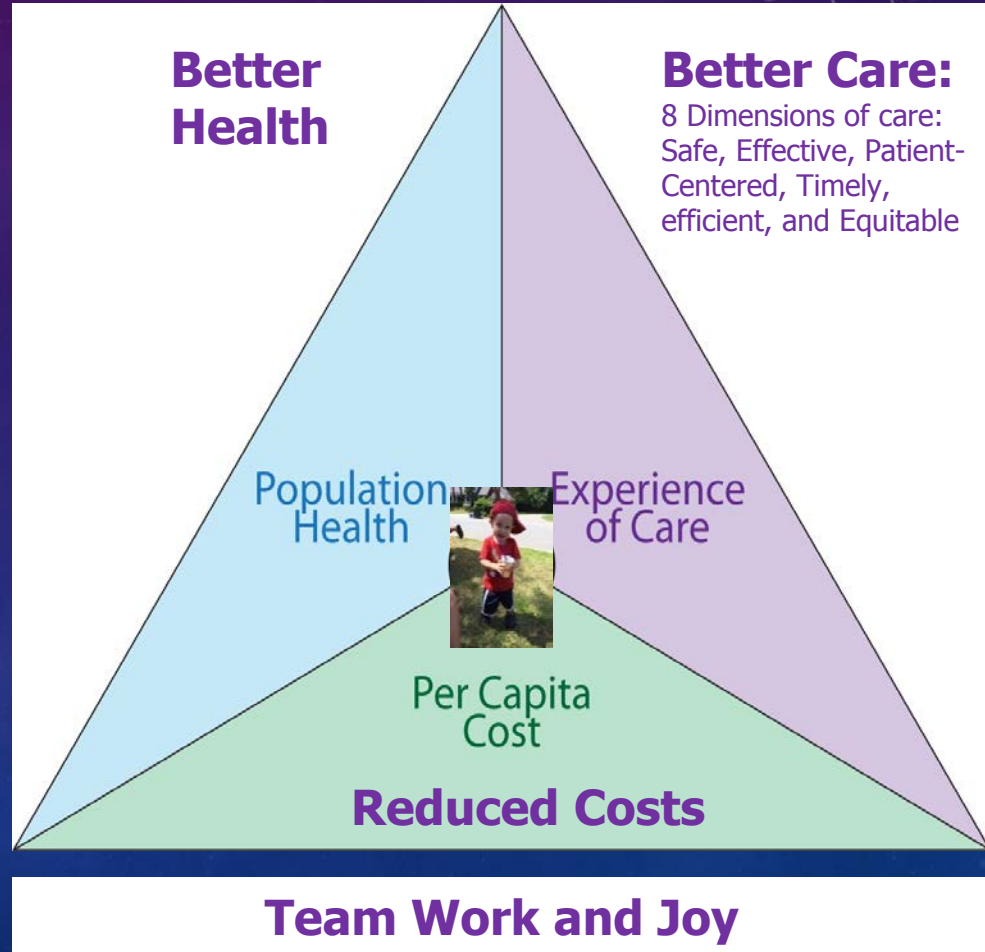 Better
Health
Better Care:
8 Dimensions of care:
Safe, Effective, Patient-
Centered, Timely,
efficient, and Equitable
Population
Health
Experience
of Care
Per Capita
Cost
Reduced Costs
Team Work and Joy